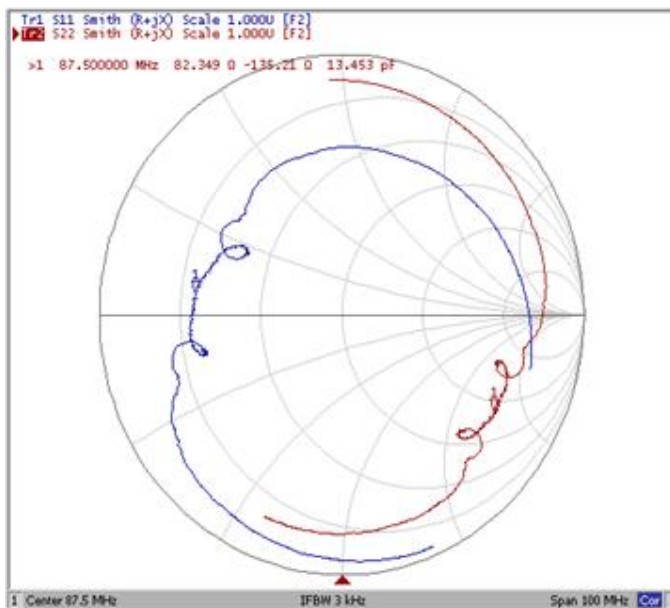 Tr1 S11 Smith (R+jX) Scale 1.000U [F2]
Tr2 S22 Smith (R+jX) Scale 1.000U [F2]
>1 87.500000 MHz 82.349 Ω -135.21 Ω 13.453 pF
1 Center 87.5 MHz IFBW 3 kHz Span 100 MHz Cor